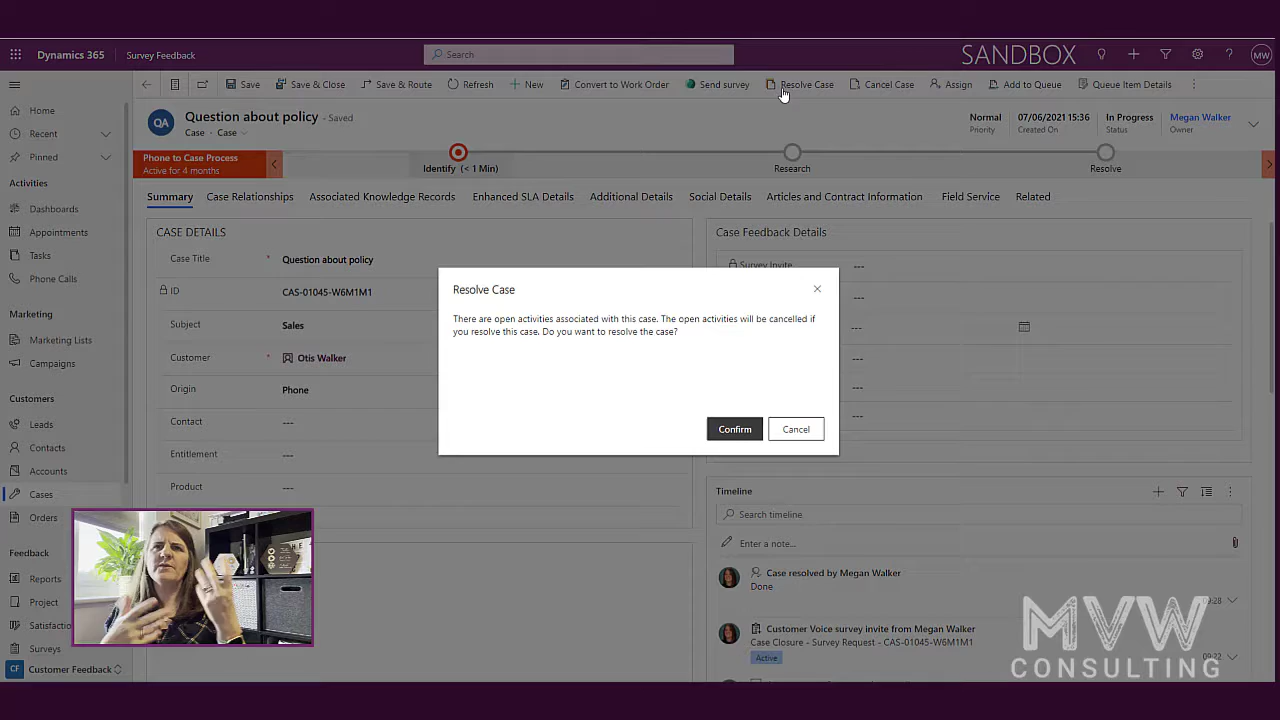 Dynamics 365
Survey Feedback
Search
SANDBOX
MW
Save
Save & Close
Save & Route
Refresh
New
Convert to Work Order
Send survey
Resolve Case
Cancel Case
Assign
Add to Queue
Queue Item Details
Home
Recent
Pinned
Activities
Dashboards
Appointments
Tasks
Phone Calls
Marketing
Marketing Lists
Campaigns
Customers
Leads
Contacts
Accounts
Cases
Orders
Feedback
Reports
Project
Surveys
CF
Customer Feedback
QA
Question about policy - Saved
Case · Case
Normal
Priority
07/06/2021 15:36
Created On
In Progress
Status
Megan Walker
Owner
Phone to Case Process
Active for 4 months
Identify (< 1 Min)
Research
Resolve
Summary
Case Relationships
Associated Knowledge Records
Enhanced SLA Details
Additional Details
Social Details
Articles and Contract Information
Field Service
Related
CASE DETAILS
Case Title * Question about policy
ID CAS-01045-W6M1M1
Subject Sales
Customer * Otis Walker
Origin Phone
Contact ---
Entitlement ---
Product ---
Case Feedback Details
Survey Invite ---
---
---
---
---
Resolve Case
There are open activities associated with this case. The open activities will be cancelled if
you resolve this case. Do you want to resolve the case?
Confirm
Cancel
Timeline
Search timeline
Enter a note...
Case resolved by Megan Walker
Done
Customer Voice survey invite from Megan Walker
Case Closure - Survey Request - CAS-01045-W6M1M1
Active
09:22
MVW
CONSULTING